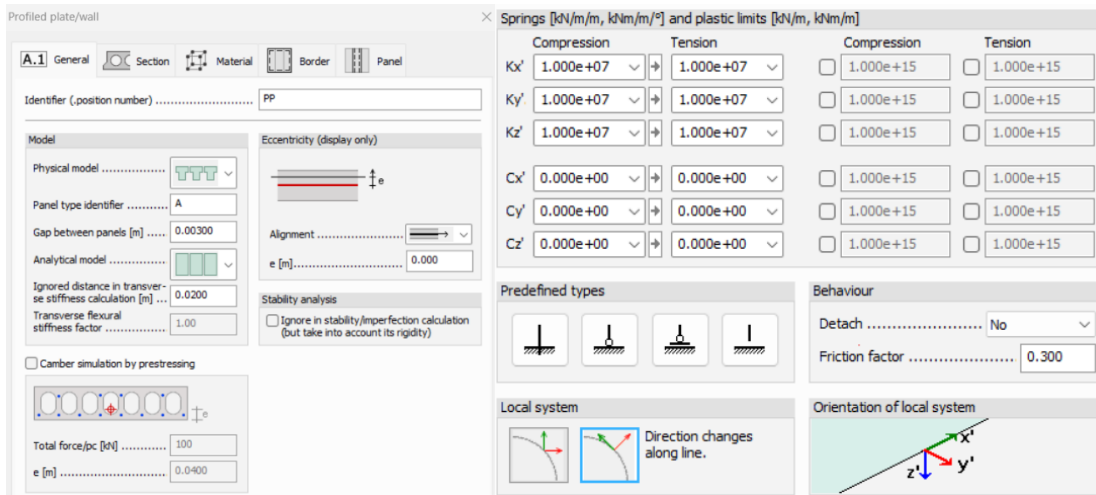 Profiled plate/wall
A.1 General Section Material Border Panel
Identifier (.position number) ........................... PP
Model
Physical model ..................
Panel type identifier ........... A
Gap between panels [m] ..... 0.00300
Analytical model ................
Ignored distance in transver-
se stiffness calculation [m] ... 0.0200
Transverse flexural
stiffness factor ................ 1.00
Eccentricity (display only)
e
Alignment ........................
e [m]............................ 0.000
Stability analysis
Ignore in stability/imperfection calculation
(but take into account its rigidity)
Camber simulation by prestressing
e
Total force/pc [kN] ............ 100
e [m] ............................ 0.0400
Springs [kN/m/m, kNm/m/°] and plastic limits [kN/m, kNm/m]
Compression Tension Compression Tension
Kx' 1.000e+07 1.000e+07 1.000e+15 1.000e+15
Ky' 1.000e+07 1.000e+07 1.000e+15 1.000e+15
Kz' 1.000e+07 1.000e+07 1.000e+15 1.000e+15
Cx' 0.000e+00 0.000e+00 1.000e+15 1.000e+15
Cy' 0.000e+00 0.000e+00 1.000e+15 1.000e+15
Cz' 0.000e+00 0.000e+00 1.000e+15 1.000e+15
Predefined types
Behaviour
Detach ........................ No
Friction factor ...................... 0.300
Local system
Direction changes
along line.
Orientation of local system
x'
y'
z'